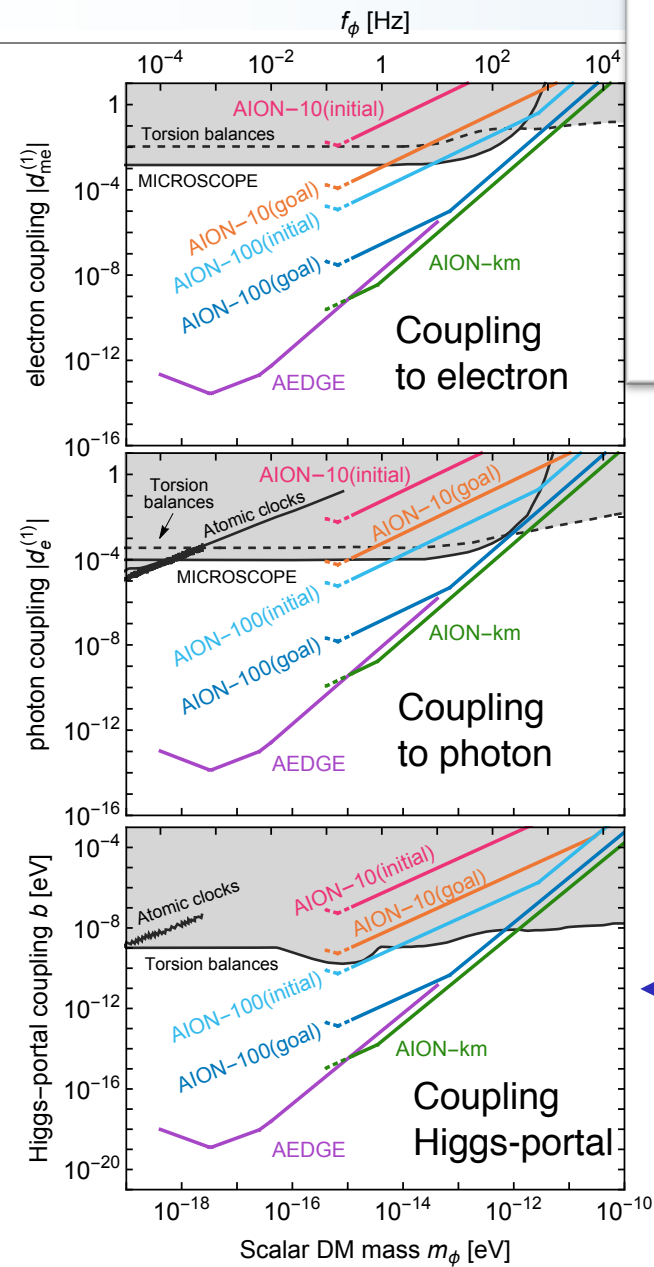 f_ϕ [Hz]
10⁻⁴ 10⁻² 1 10² 10⁴
electron coupling |d_me^(1)|
1
10⁻⁴
10⁻⁸
10⁻¹²
10⁻¹⁶
AION−10(initial)
Torsion balances
MICROSCOPE
AION−10(goal)
AION−100(initial)
AION−100(goal)
AION−km
AEDGE
Coupling
to electron
photon coupling |d_e^(1)|
1
10⁻⁴
10⁻⁸
10⁻¹²
10⁻¹⁶
AION−10(initial)
Torsion
balances
Atomic clocks
AION−10(goal)
MICROSCOPE
AION−100(initial)
AION−100(goal)
AION−km
AEDGE
Coupling
to photon
Higgs−portal coupling b [eV]
10⁻⁴
10⁻⁸
10⁻¹²
10⁻¹⁶
10⁻²⁰
AION−10(initial)
Atomic clocks
AION−10(goal)
Torsion balances
AION−100(initial)
AION−100(goal)
AION−km
AEDGE
Coupling
Higgs-portal
10⁻¹⁸ 10⁻¹⁶ 10⁻¹⁴ 10⁻¹² 10⁻¹⁰
Scalar DM mass m_ϕ [eV]